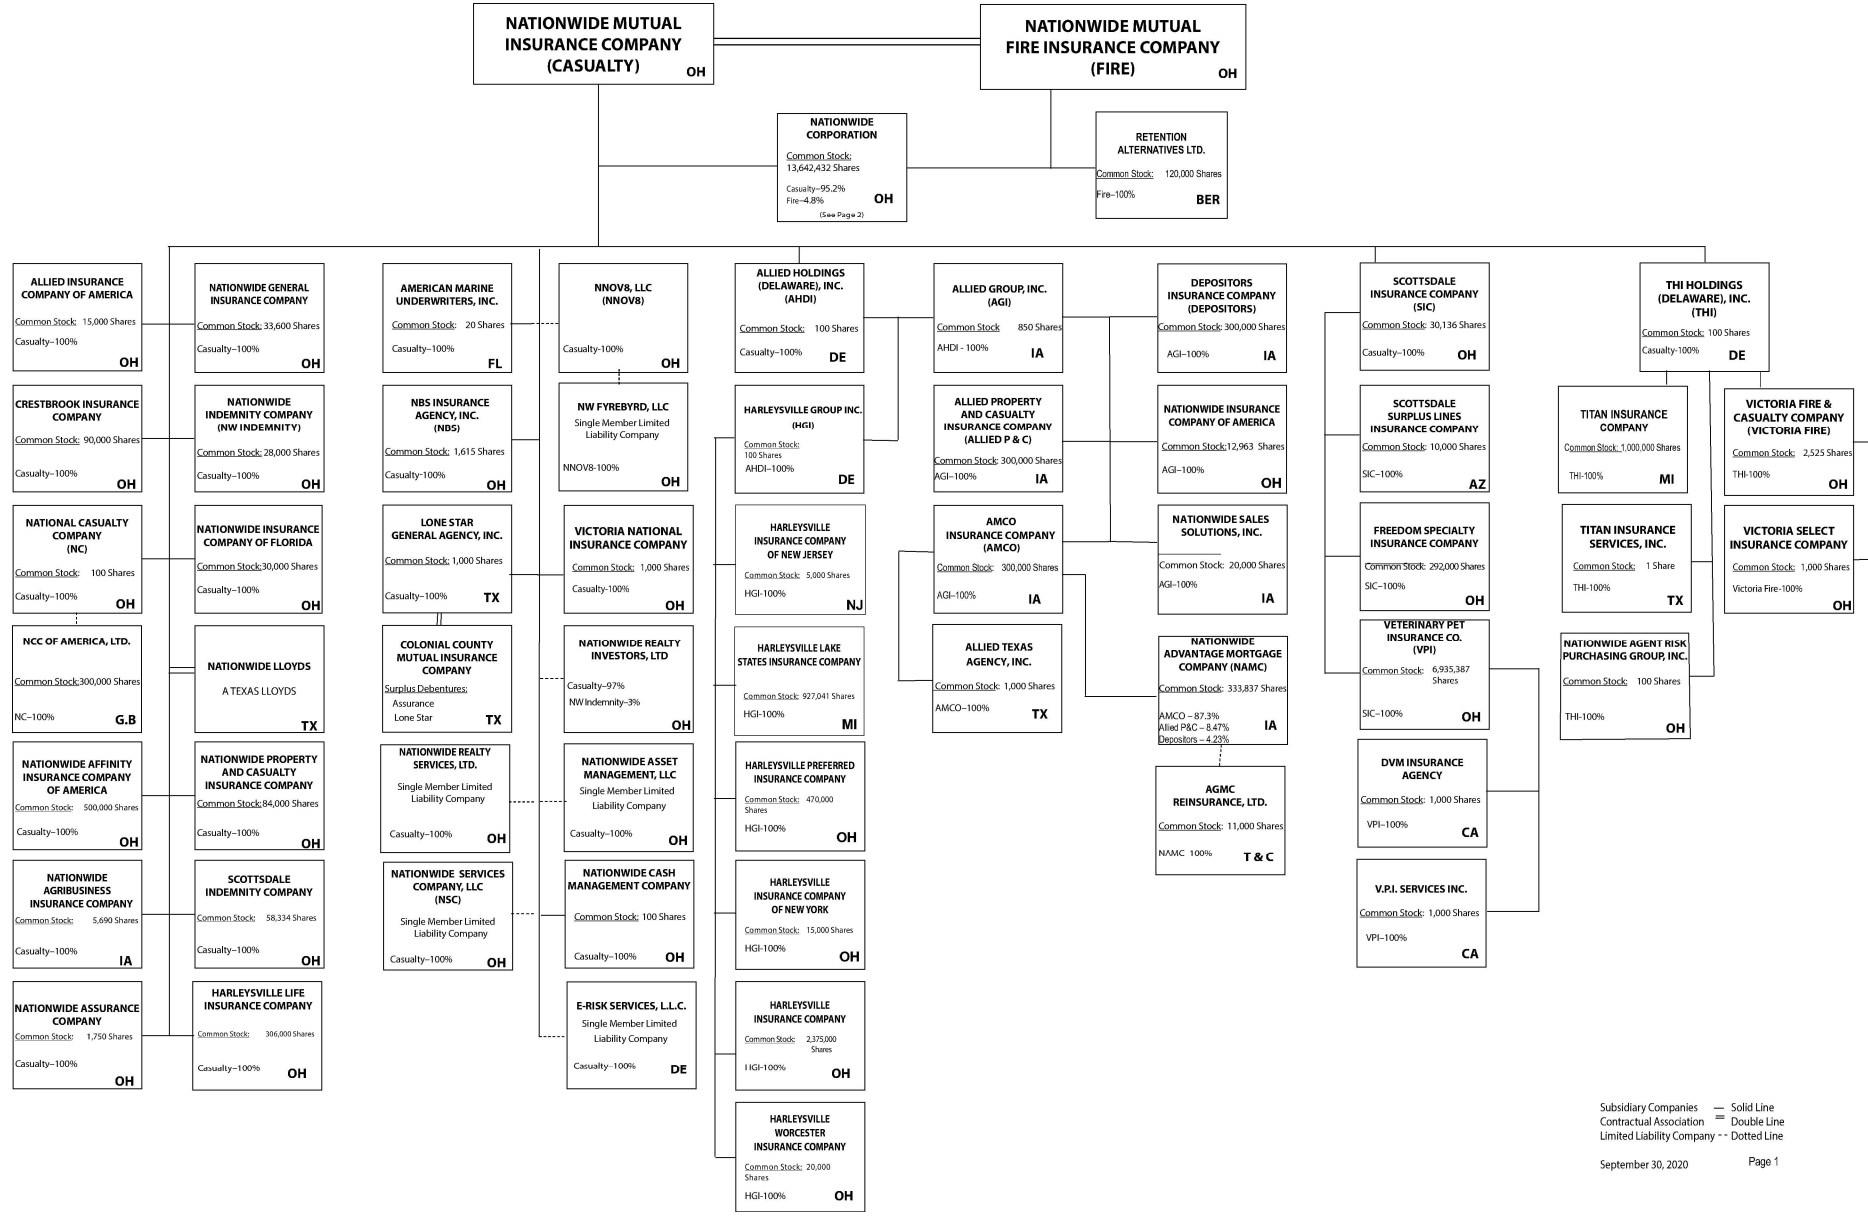 NATIONWIDE MUTUAL
INSURANCE COMPANY
(CASUALTY)
OH
NATIONWIDE MUTUAL
FIRE INSURANCE COMPANY
(FIRE)
OH
NATIONWIDE
CORPORATION
Common Stock:
13,642,432 Shares
Casualty–95.2%
Fire–4.8%
OH
(See Page 2)
RETENTION
ALTERNATIVES LTD.
Common Stock: 120,000 Shares
Fire–100%
BER
ALLIED INSURANCE
COMPANY OF AMERICA
Common Stock: 15,000 Shares
Casualty–100%
OH
CRESTBROOK INSURANCE
COMPANY
Common Stock: 90,000 Shares
Casualty–100%
OH
NATIONAL CASUALTY
COMPANY
(NC)
Common Stock: 100 Shares
Casualty–100%
OH
NCC OF AMERICA, LTD.
Common Stock:300,000 Shares
NC–100%
G.B
NATIONWIDE AFFINITY
INSURANCE COMPANY
OF AMERICA
Common Stock: 500,000 Shares
Casualty–100%
OH
NATIONWIDE
AGRIBUSINESS
INSURANCE COMPANY
Common Stock: 5,690 Shares
Casualty–100%
IA
NATIONWIDE ASSURANCE
COMPANY
Common Stock: 1,750 Shares
Casualty–100%
OH
NATIONWIDE GENERAL
INSURANCE COMPANY
Common Stock: 33,600 Shares
Casualty–100%
OH
NATIONWIDE
INDEMNITY COMPANY
(NW INDEMNITY)
Common Stock: 28,000 Shares
Casualty–100%
OH
NATIONWIDE INSURANCE
COMPANY OF FLORIDA
Common Stock:30,000 Shares
Casualty–100%
OH
NATIONWIDE LLOYDS
A TEXAS LLOYDS
TX
NATIONWIDE PROPERTY
AND CASUALTY
INSURANCE COMPANY
Common Stock:84,000 Shares
Casualty–100%
OH
SCOTTSDALE
INDEMNITY COMPANY
Common Stock: 58,334 Shares
Casualty–100%
OH
HARLEYSVILLE LIFE
INSURANCE COMPANY
Common Stock: 306,000 Shares
Casualty–100%
OH
AMERICAN MARINE
UNDERWRITERS, INC.
Common Stock: 20 Shares
Casualty–100%
FL
NBS INSURANCE
AGENCY, INC.
(NBS)
Common Stock: 1,615 Shares
Casualty–100%
OH
LONE STAR
GENERAL AGENCY, INC.
Common Stock: 1,000 Shares
Casualty–100%
TX
COLONIAL COUNTY
MUTUAL INSURANCE
COMPANY
Surplus Debentures:
Assurance
Lone Star
TX
NATIONWIDE REALTY
SERVICES, LTD.
Single Member Limited
Liability Company
Casualty–100%
OH
NATIONWIDE SERVICES
COMPANY, LLC
(NSC)
Single Member Limited
Liability Company
Casualty–100%
OH
NNOV8, LLC
(NNOV8)
Casualty-100%
OH
NW FYREBYRD, LLC
Single Member Limited
Liability Company
NNOV8-100%
OH
VICTORIA NATIONAL
INSURANCE COMPANY
Common Stock: 1,000 Shares
Casualty-100%
OH
NATIONWIDE REALTY
INVESTORS, LTD
Casualty–97%
NW Indemnity–3%
OH
NATIONWIDE ASSET
MANAGEMENT, LLC
Single Member Limited
Liability Company
Casualty–100%
OH
NATIONWIDE CASH
MANAGEMENT COMPANY
Common Stock: 100 Shares
Casualty–100%
OH
E-RISK SERVICES, L.L.C.
Single Member Limited
Liability Company
Casualty–100%
DE
ALLIED HOLDINGS
(DELAWARE), INC.
(AHDI)
Common Stock: 100 Shares
Casualty–100%
DE
HARLEYSVILLE GROUP INC.
(HGI)
Common Stock:
100 Shares
AHDI–100%
DE
HARLEYSVILLE
INSURANCE COMPANY
OF NEW JERSEY
Common Stock: 5,000 Shares
HGI-100%
NJ
HARLEYSVILLE LAKE
STATES INSURANCE COMPANY
Common Stock: 927,041 Shares
HGI-100%
MI
HARLEYSVILLE PREFERRED
INSURANCE COMPANY
Common Stock: 470,000
Shares
HGI-100%
OH
HARLEYSVILLE
INSURANCE COMPANY
OF NEW YORK
Common Stock: 15,000 Shares
HGI-100%
OH
HARLEYSVILLE
INSURANCE COMPANY
Common Stock: 2,375,000
Shares
HGI-100%
OH
HARLEYSVILLE
WORCESTER
INSURANCE COMPANY
Common Stock: 20,000
Shares
HGI-100%
OH
ALLIED GROUP, INC.
(AGI)
Common Stock 850 Shares
AHDI - 100%
IA
ALLIED PROPERTY
AND CASUALTY
INSURANCE COMPANY
(ALLIED P & C)
Common Stock: 300,000 Shares
AGI–100%
IA
AMCO
INSURANCE COMPANY
(AMCO)
Common Stock: 300,000 Shares
AGI–100%
IA
ALLIED TEXAS
AGENCY, INC.
Common Stock: 1,000 Shares
AMCO–100%
TX
DEPOSITORS
INSURANCE COMPANY
(DEPOSITORS)
Common Stock: 300,000 Shares
AGI–100%
IA
NATIONWIDE INSURANCE
COMPANY OF AMERICA
Common Stock:12,963 Shares
AGI–100%
OH
NATIONWIDE SALES
SOLUTIONS, INC.
Common Stock: 20,000 Shares
AGI–100%
IA
NATIONWIDE
ADVANTAGE MORTGAGE
COMPANY (NAMC)
Common Stock: 333,837 Shares
AMCO – 87.3%
Allied P&C – 8.47%
Depositors – 4.23%
IA
AGMC
REINSURANCE, LTD.
Common Stock: 11,000 Shares
NAMC 100%
T & C
SCOTTSDALE
INSURANCE COMPANY
(SIC)
Common Stock: 30,136 Shares
Casualty–100%
OH
SCOTTSDALE
SURPLUS LINES
INSURANCE COMPANY
Common Stock: 10,000 Shares
SIC–100%
AZ
FREEDOM SPECIALTY
INSURANCE COMPANY
Common Stock: 292,000 Shares
SIC–100%
OH
VETERINARY PET
INSURANCE CO.
(VPI)
Common Stock: 6,935,387
Shares
SIC–100%
OH
DVM INSURANCE
AGENCY
Common Stock: 1,000 Shares
VPI–100%
CA
V.P.I. SERVICES INC.
Common Stock: 1,000 Shares
VPI–100%
CA
THI HOLDINGS
(DELAWARE), INC.
(THI)
Common Stock: 100 Shares
Casualty-100%
DE
TITAN INSURANCE
COMPANY
Common Stock: 1,000,000 Shares
THI-100%
MI
TITAN INSURANCE
SERVICES, INC.
Common Stock: 1 Share
THI-100%
TX
NATIONWIDE AGENT RISK
PURCHASING GROUP, INC.
Common Stock: 100 Shares
THI-100%
OH
VICTORIA FIRE &
CASUALTY COMPANY
(VICTORIA FIRE)
Common Stock: 2,525 Shares
THI-100%
OH
VICTORIA SELECT
INSURANCE COMPANY
Common Stock: 1,000 Shares
Victoria Fire-100%
OH
Subsidiary Companies — Solid Line
Contractual Association = Double Line
Limited Liability Company -- Dotted Line
September 30, 2020 Page 1